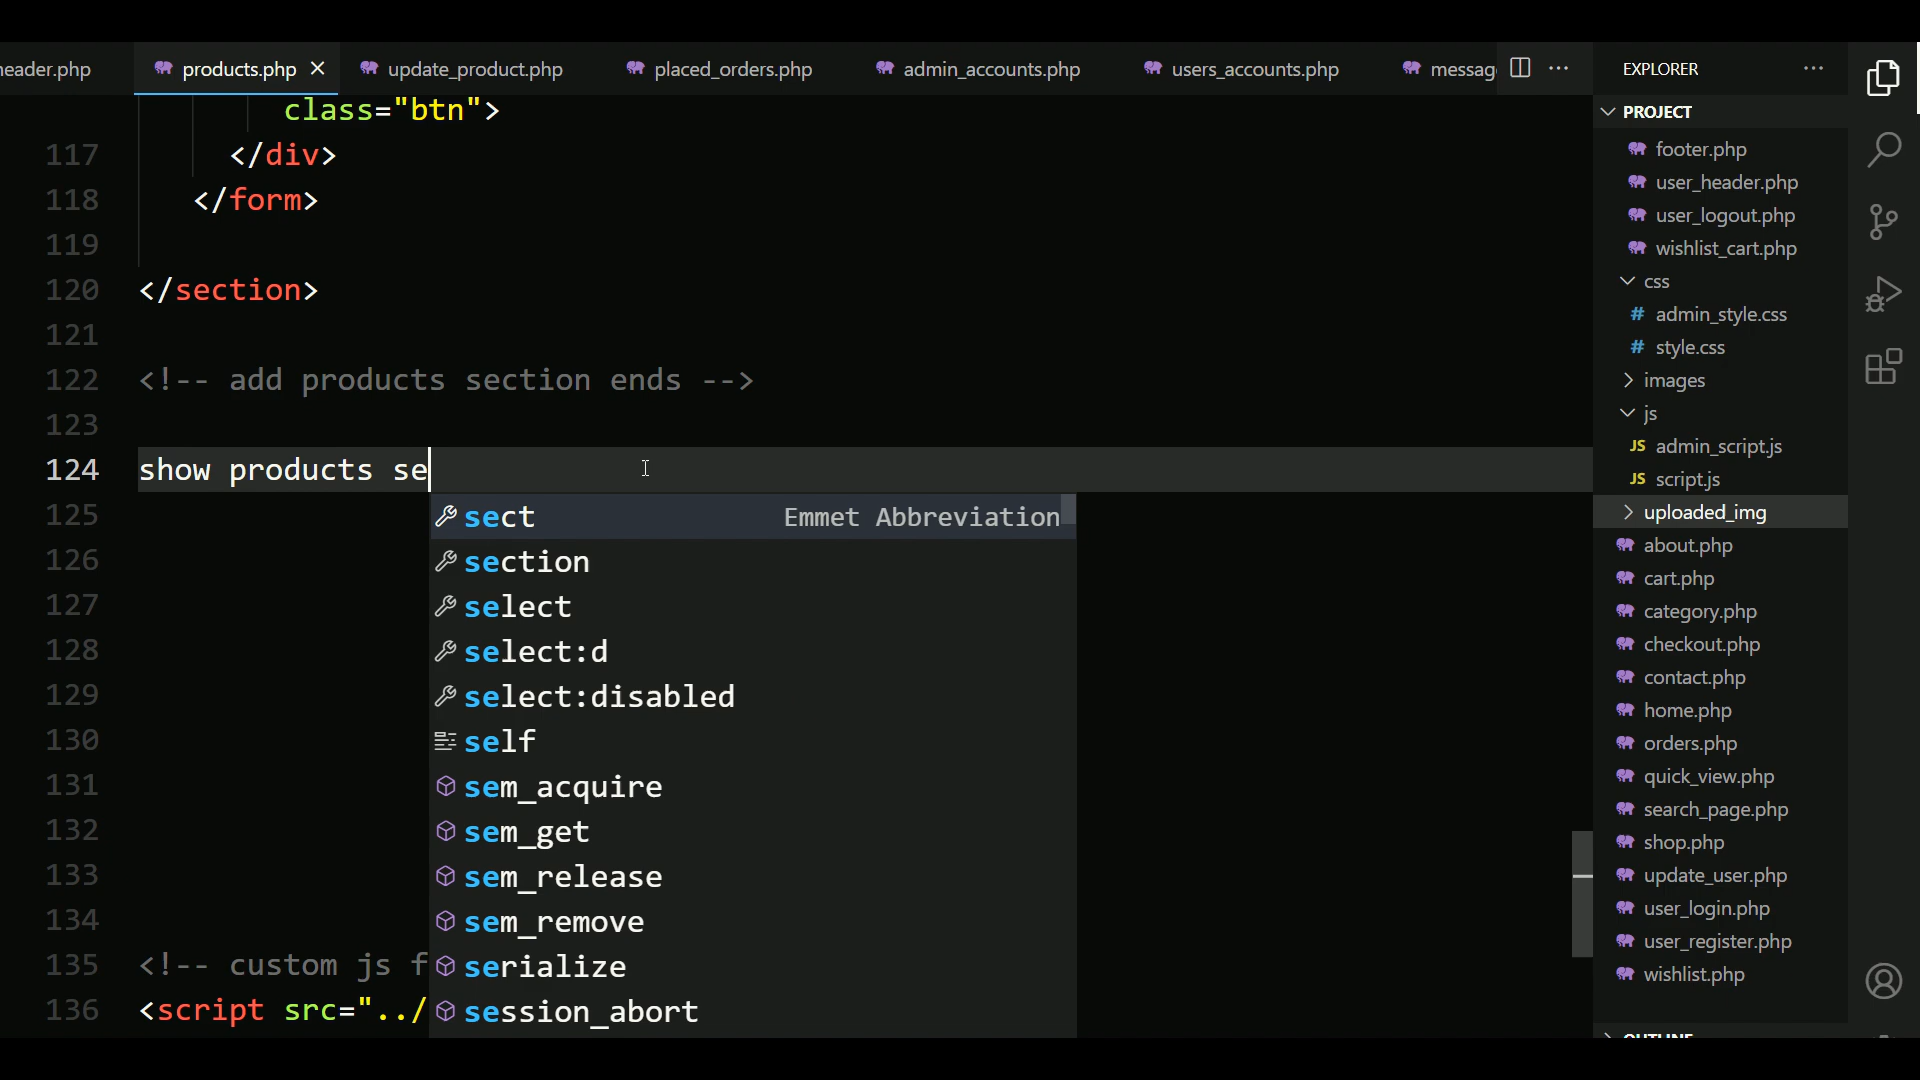 eader.php
products.php
update_product.php
placed_orders.php
admin_accounts.php
users_accounts.php
messag
EXPLORER
PROJECT
class="btn">
117 </div>
118 </form>
119
120 </section>
121
122 <!-- add products section ends -->
123
124 show products se
125
126
127
128
129
130
131
132
133
134
135 <!-- custom js f
136 <script src="../
sect Emmet Abbreviation
section
select
select:d
select:disabled
self
sem_acquire
sem_get
sem_release
sem_remove
serialize
session_abort
footer.php
user_header.php
user_logout.php
wishlist_cart.php
css
# admin_style.css
# style.css
images
js
JS admin_script.js
JS script.js
uploaded_img
about.php
cart.php
category.php
checkout.php
contact.php
home.php
orders.php
quick_view.php
search_page.php
shop.php
update_user.php
user_login.php
user_register.php
wishlist.php
OUTLINE